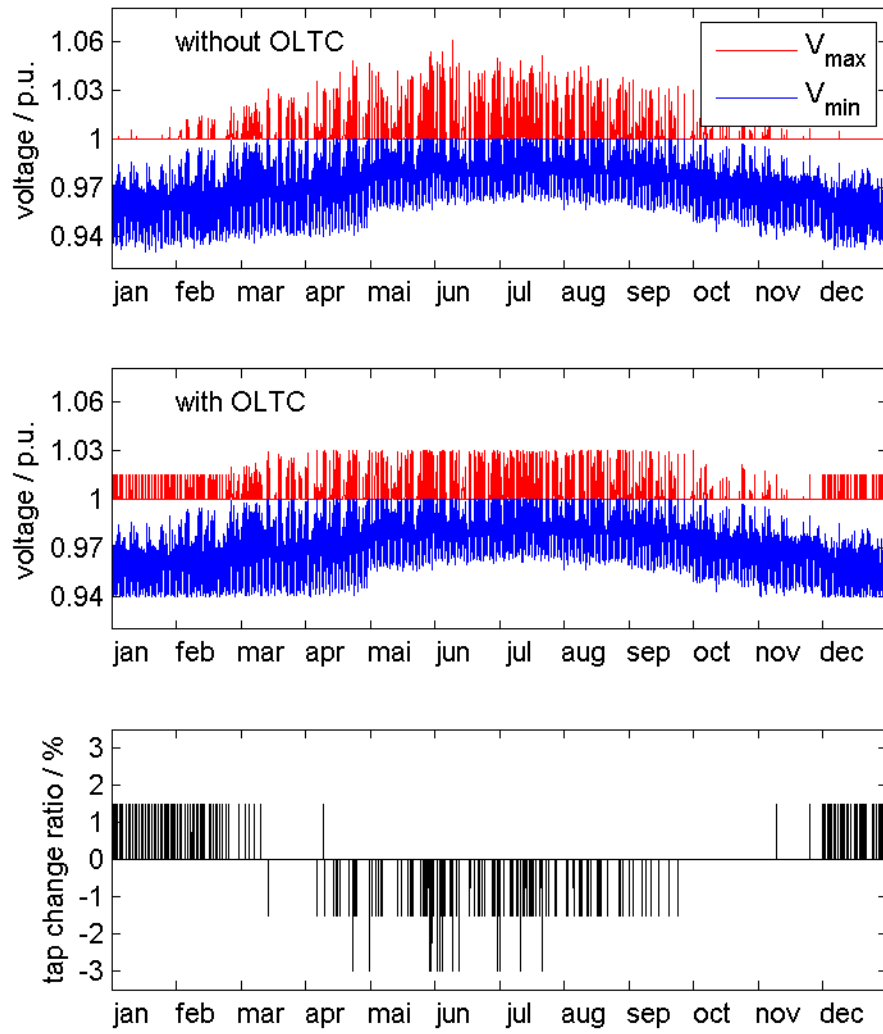 1.06
without OLTC
V_max
V_min
1.03
1
0.97
0.94
voltage / p.u.
jan feb mar apr mai jun jul aug sep oct nov dec
1.06
with OLTC
1.03
1
0.97
0.94
voltage / p.u.
jan feb mar apr mai jun jul aug sep oct nov dec
3
2
1
0
-1
-2
-3
tap change ratio / %
jan feb mar apr mai jun jul aug sep oct nov dec